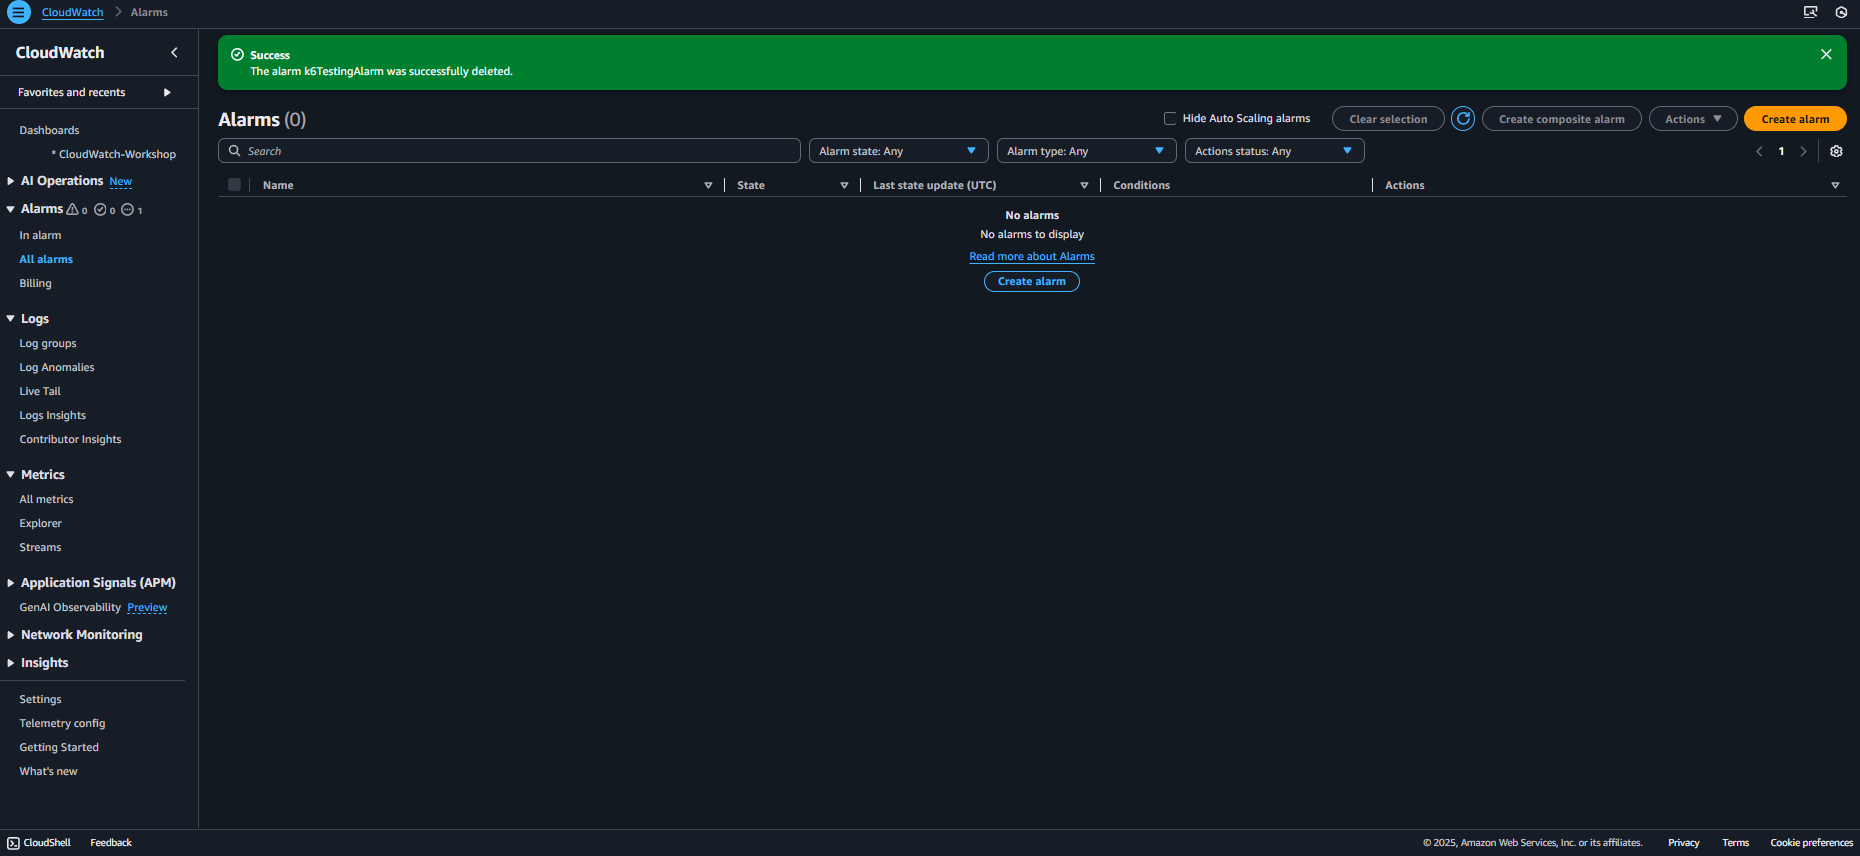 CloudWatch > Alarms
CloudWatch
Favorites and recents
Dashboards
* CloudWatch-Workshop
AI Operations New
Alarms 0 0 1
In alarm
All alarms
Billing
Logs
Log groups
Log Anomalies
Live Tail
Logs Insights
Contributor Insights
Metrics
All metrics
Explorer
Streams
Application Signals (APM)
GenAI Observability Preview
Network Monitoring
Insights
Settings
Telemetry config
Getting Started
What's new
Success
The alarm k6TestingAlarm was successfully deleted.
Alarms (0)
Hide Auto Scaling alarms
Clear selection
Create composite alarm
Actions
Create alarm
Search
Alarm state: Any
Alarm type: Any
Actions status: Any
1
Name
State
Last state update (UTC)
Conditions
Actions
No alarms
No alarms to display
Read more about Alarms
Create alarm
CloudShell Feedback
© 2025, Amazon Web Services, Inc. or its affiliates. Privacy Terms Cookie preferences